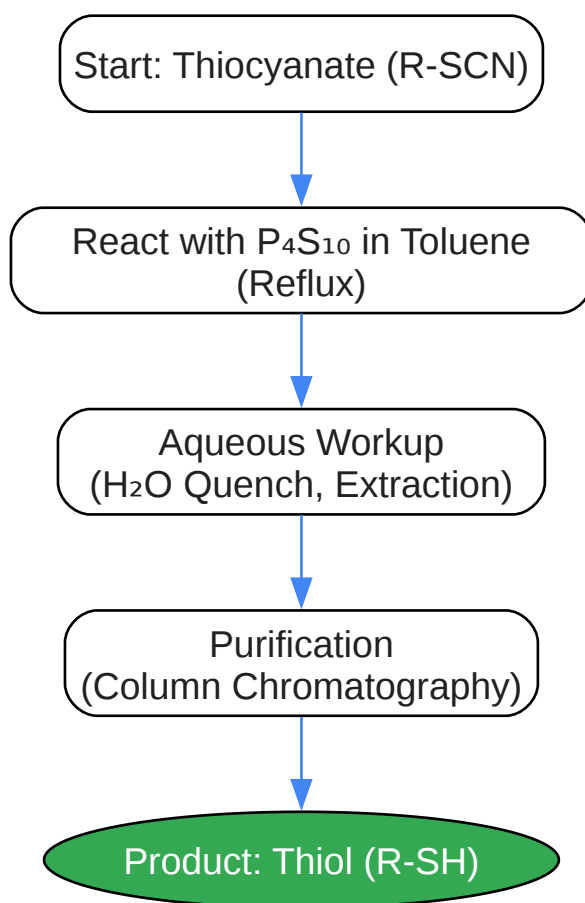 Start: Thiocyanate (R-SCN)
React with P₄S₁₀ in Toluene
(Reflux)
Aqueous Workup
(H₂O Quench, Extraction)
Purification
(Column Chromatography)
Product: Thiol (R-SH)